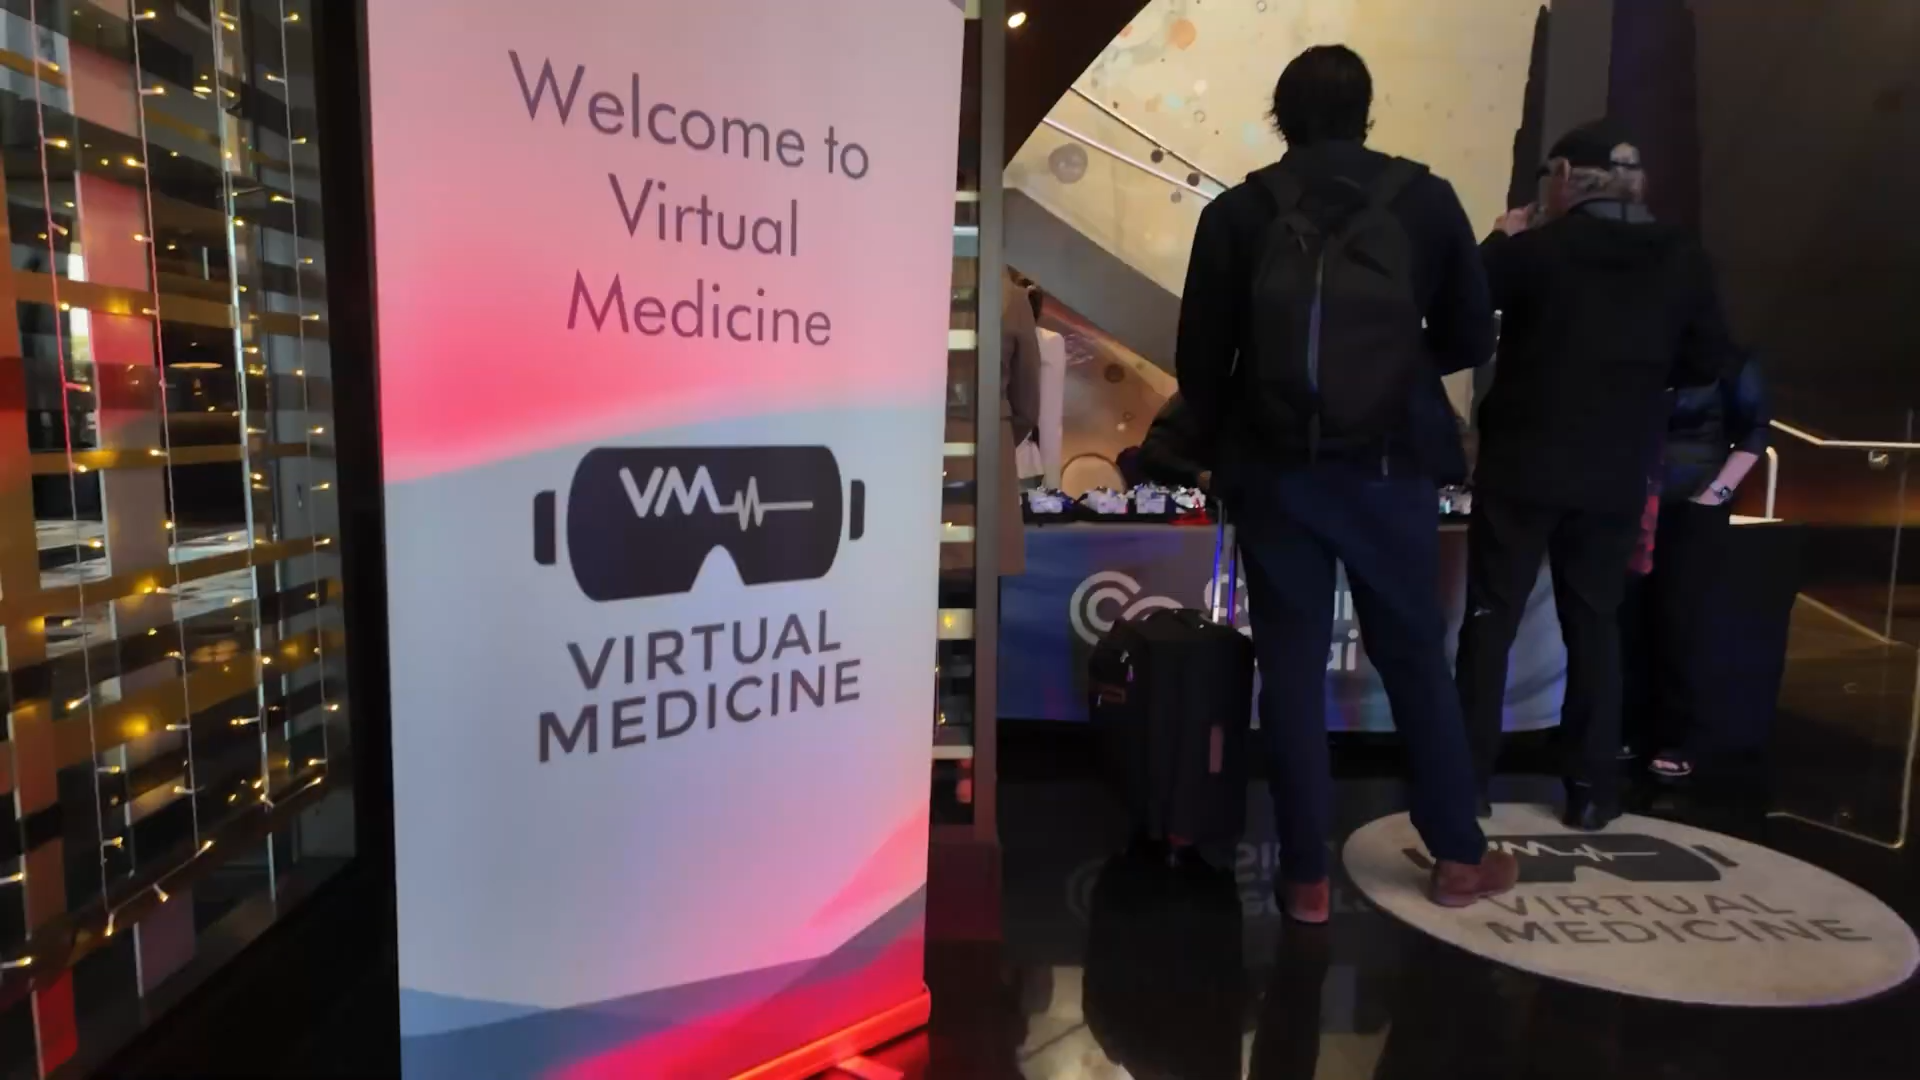 Welcome to
Virtual
Medicine
VM
VIRTUAL
MEDICINE
VIRTUAL
MEDICINE